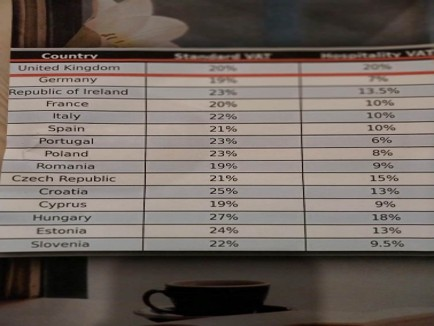 Country Standard VAT Hospitality VAT
United Kingdom 20% 20%
Germany 19% 7%
Republic of Ireland 23% 13.5%
France 20% 10%
Italy 22% 10%
Spain 21% 10%
Portugal 23% 6%
Poland 23% 8%
Romania 19% 9%
Czech Republic 21% 15%
Croatia 25% 13%
Cyprus 19% 9%
Hungary 27% 18%
Estonia 24% 13%
Slovenia 22% 9.5%